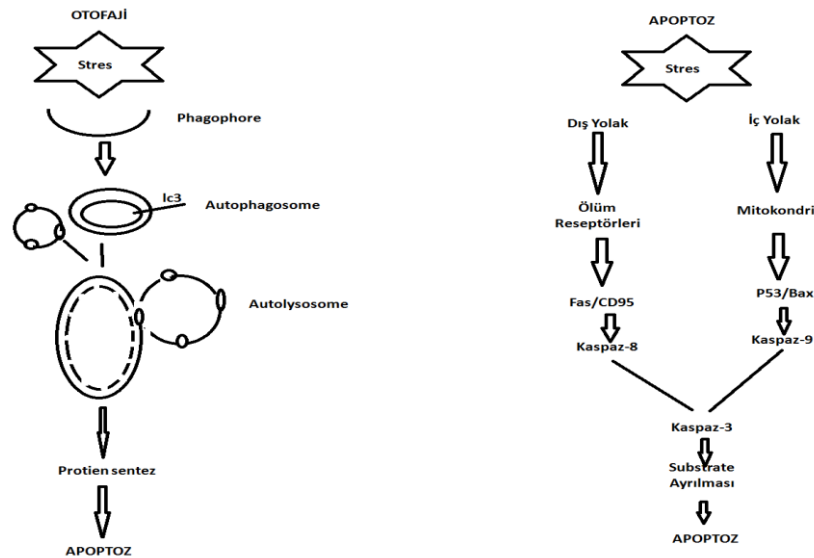 OTOFAJİ
Stres
Phagophore
lc3
Autophagosome
Autolysosome
Protien sentez
APOPTOZ
APOPTOZ
Stres
Dış Yolak
İç Yolak
Ölüm
Reseptörleri
Mitokondri
Fas/CD95
P53/Bax
Kaspaz-8
Kaspaz-9
Kaspaz-3
Substrate
Ayrılması
APOPTOZ